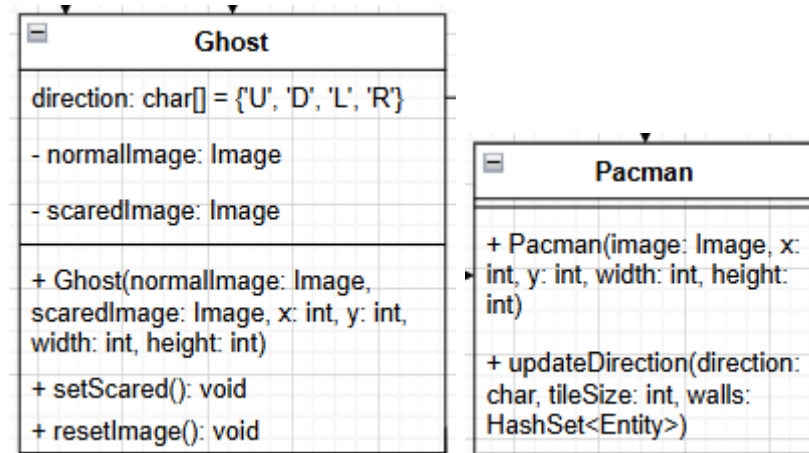 Ghost
direction: char[] = {'U', 'D', 'L', 'R'}
- normalImage: Image
- scaredImage: Image
+ Ghost(normalImage: Image,
scaredImage: Image, x: int, y: int,
width: int, height: int)
+ setScared(): void
+ resetImage(): void
Pacman
+ Pacman(image: Image, x:
int, y: int, width: int, height:
int)
+ updateDirection(direction:
char, tileSize: int, walls:
HashSet<Entity>)